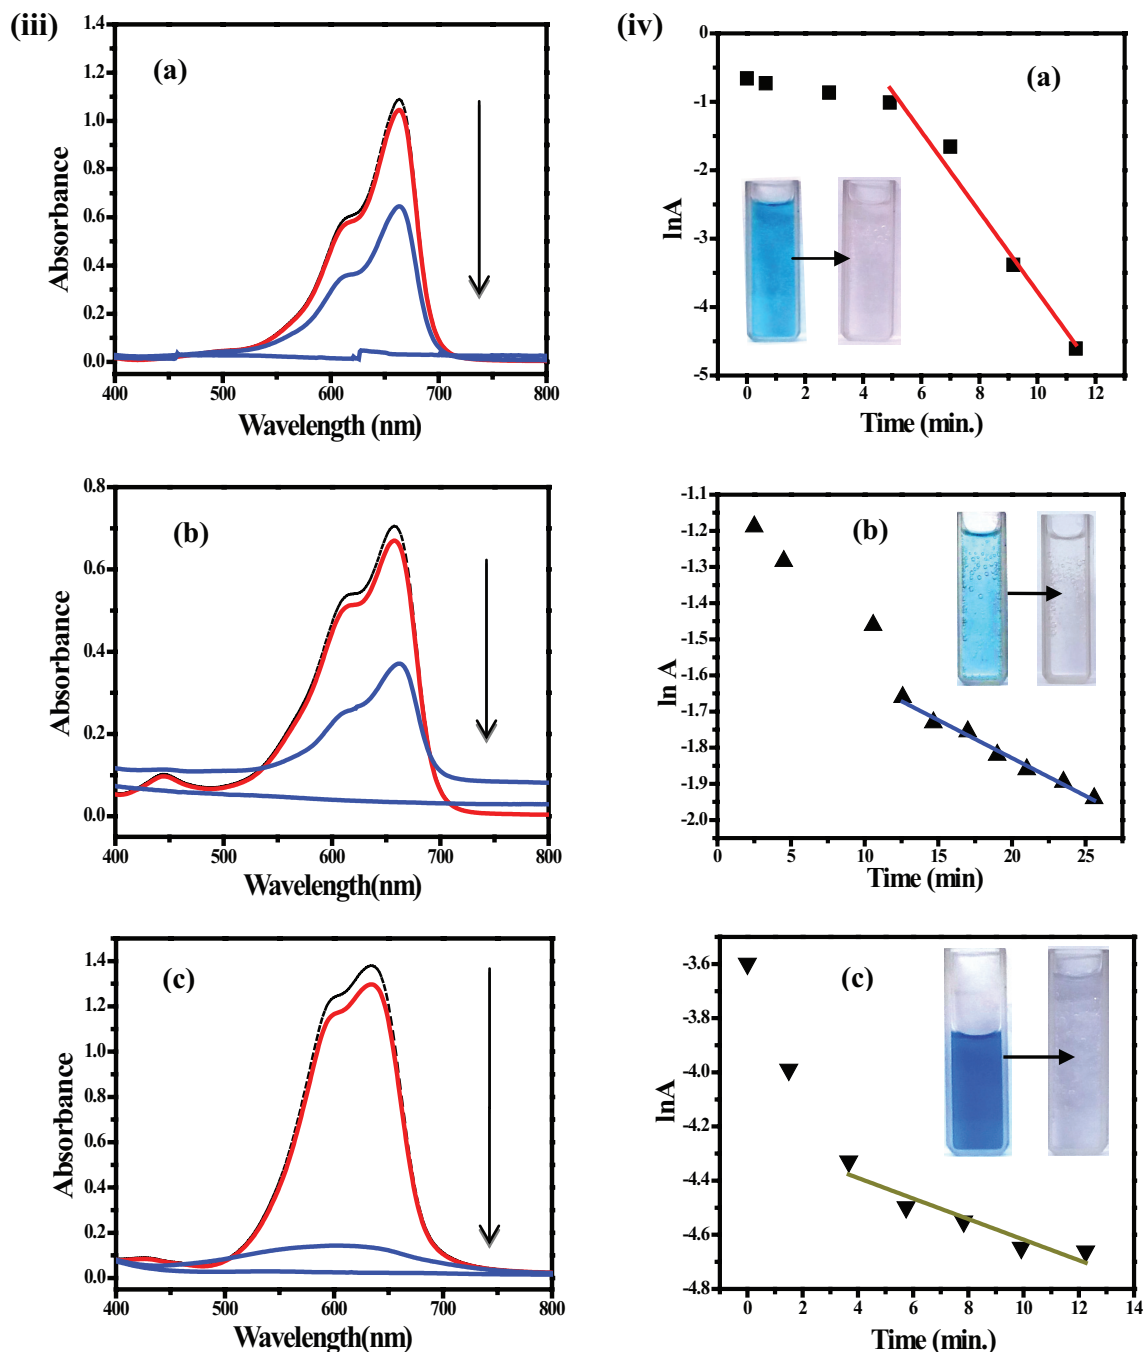 (iii)
1.4
1.2
1.0
0.8
0.6
0.4
0.2
0.0
Absorbance
(a)
400 500 600 700 800
Wavelength (nm)
(iv)
0
-1
-2
-3
-4
-5
lnA
(a)
0 2 4 6 8 10 12
Time (min.)
0.8
0.6
0.4
0.2
0.0
Absorbance
(b)
400 500 600 700 800
Wavelength(nm)
-1.1
-1.2
-1.3
-1.4
-1.5
-1.6
-1.7
-1.8
-1.9
-2.0
ln A
(b)
0 5 10 15 20 25
Time (min)
1.4
1.2
1.0
0.8
0.6
0.4
0.2
0.0
Absorbance
(c)
400 500 600 700 800
Wavelength(nm)
-3.6
-3.8
-4.0
-4.2
-4.4
-4.6
-4.8
lnA
(c)
0 2 4 6 8 10 12 14
Time (min.)